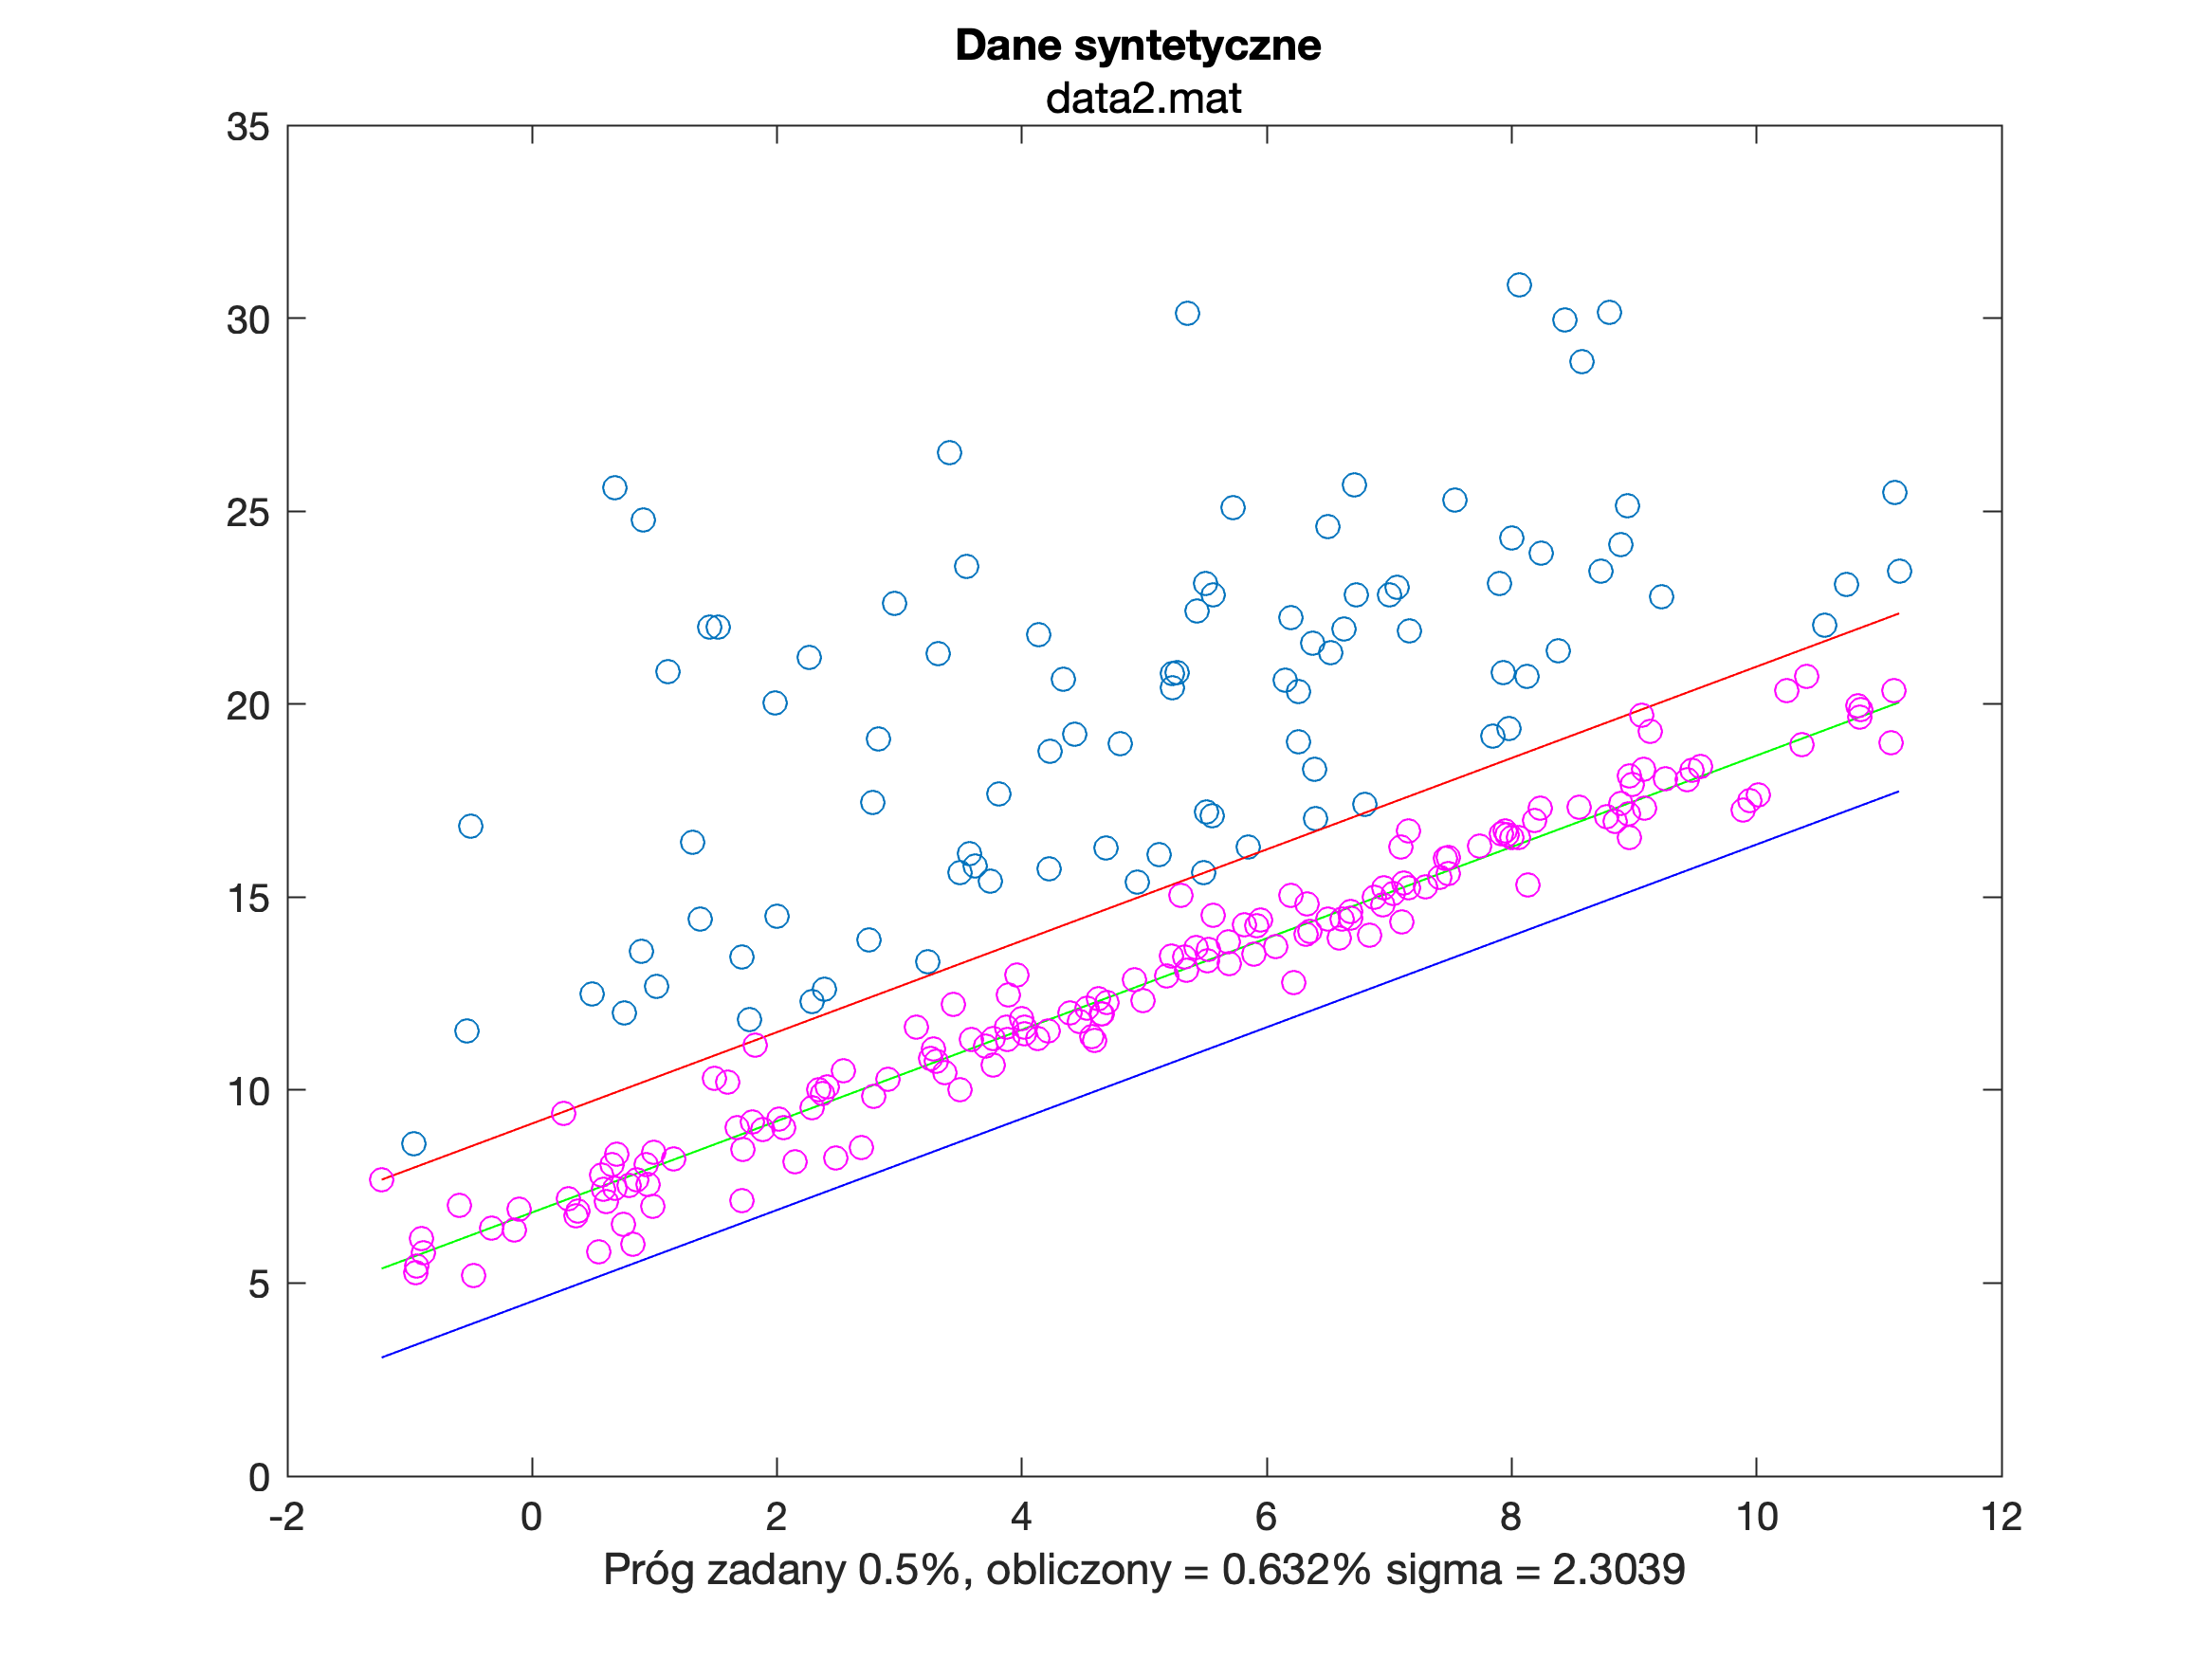 Dane syntetyczne
data2.mat
35
30
25
20
15
10
5
0
-2 0 2 4 6 8 10 12
Próg zadany 0.5%, obliczony = 0.632% sigma = 2.3039